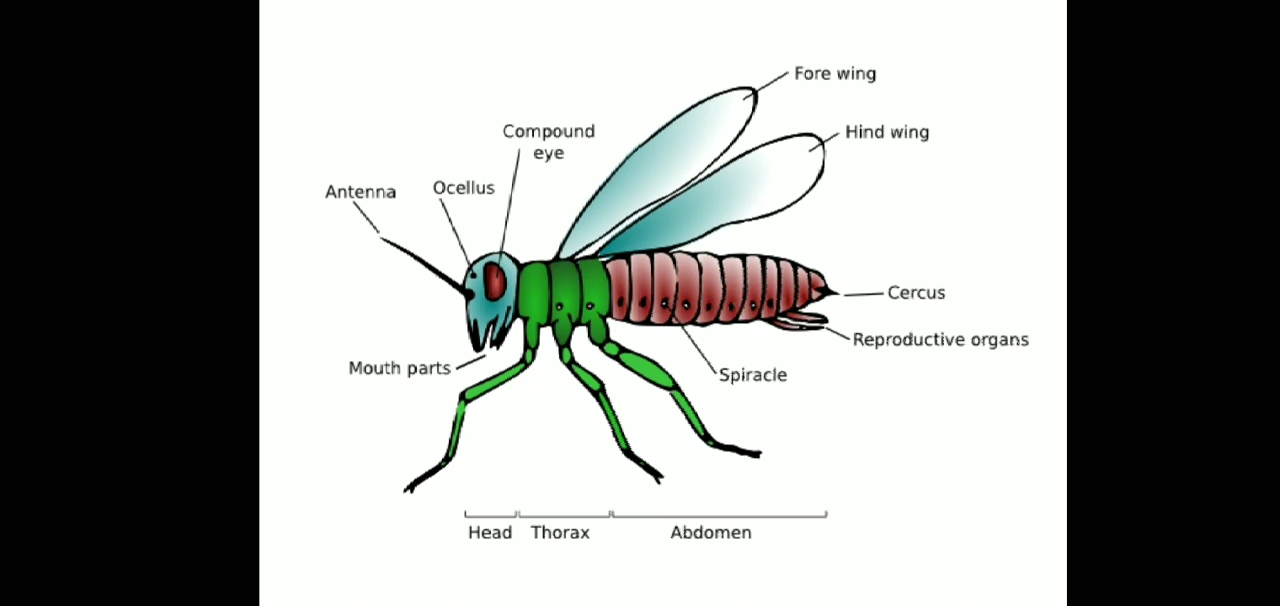 Fore wing
Compound
eye
Hind wing
Antenna
Ocellus
Cercus
Reproductive organs
Mouth parts
Spiracle
Head
Thorax
Abdomen